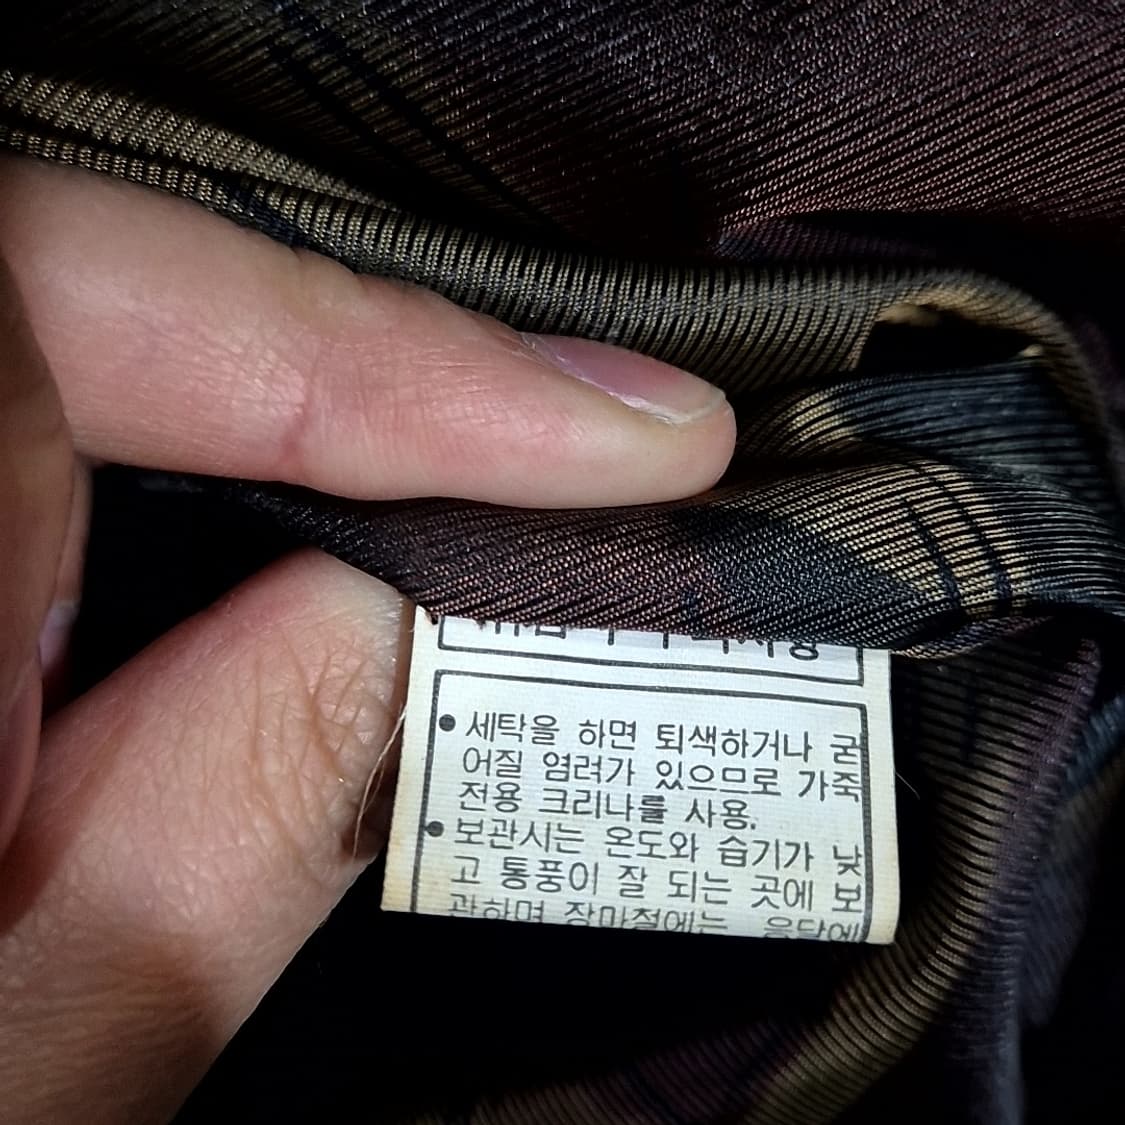 세탁을 하면 퇴색하거나 굳
어질 염려가 있으므로 가죽
전용 크리나를 사용.
보관시는 온도와 습기가 낮
고 통풍이 잘 되는 곳에 보
관하며 장마철에는 응달에